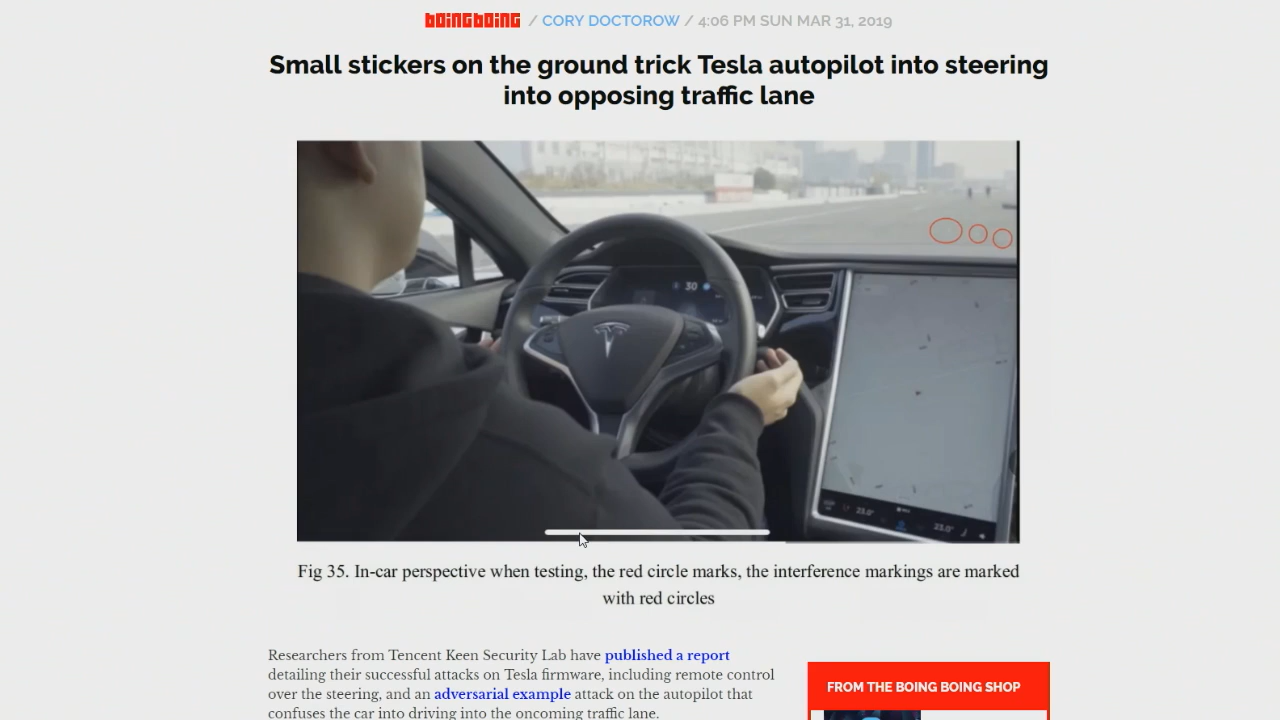 boingboing / CORY DOCTOROW / 4:06 PM SUN MAR 31, 2019
Small stickers on the ground trick Tesla autopilot into steering
into opposing traffic lane
30
23.0°
23.0°
Fig 35. In-car perspective when testing, the red circle marks, the interference markings are marked
with red circles
Researchers from Tencent Keen Security Lab have published a report
detailing their successful attacks on Tesla firmware, including remote control
over the steering, and an adversarial example attack on the autopilot that
confuses the car into driving into the oncoming traffic lane.
FROM THE BOING BOING SHOP